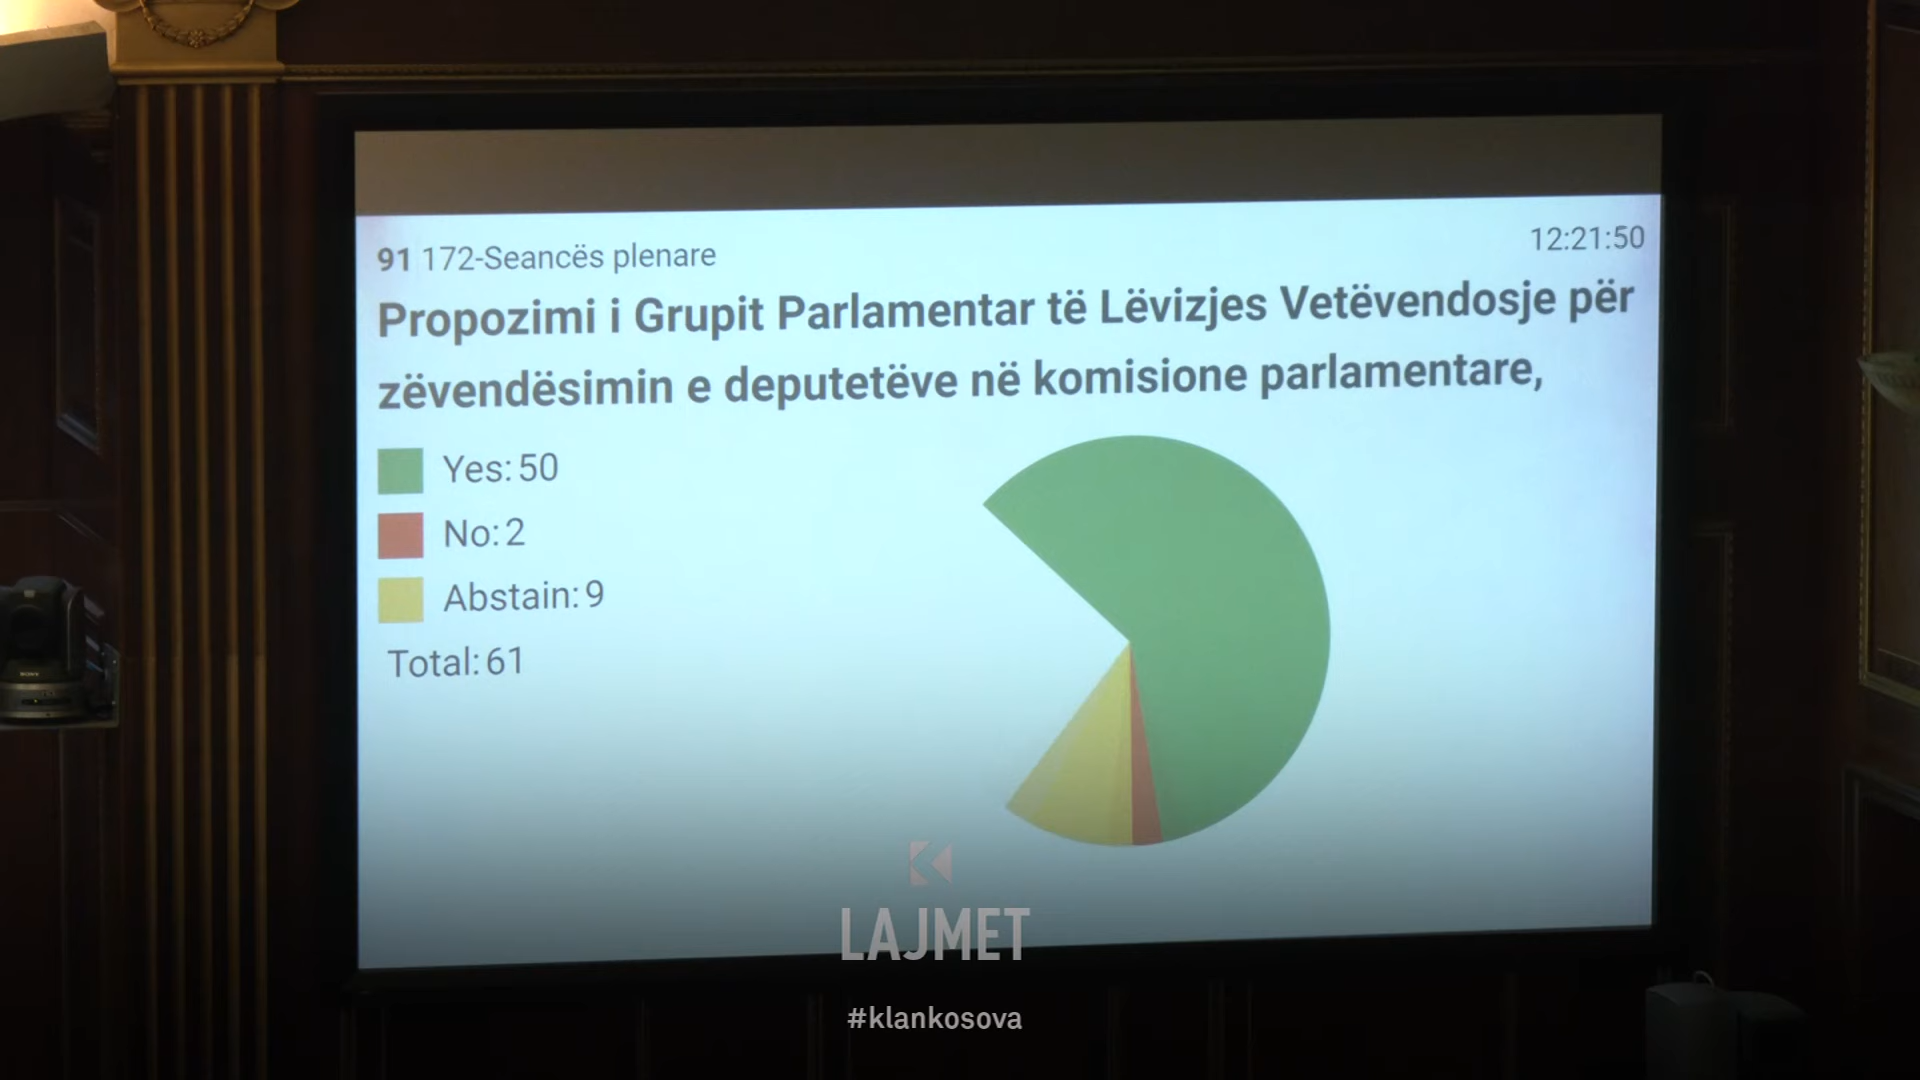 91 172-Seancës plenare
12:21:50
Propozimi i Grupit Parlamentar të Lëvizjes Vetëvendosje për
zëvendësimin e deputetëve në komisione parlamentare,
Yes: 50
No: 2
Abstain: 9
Total: 61
SONY
LAJMET
#klankosova